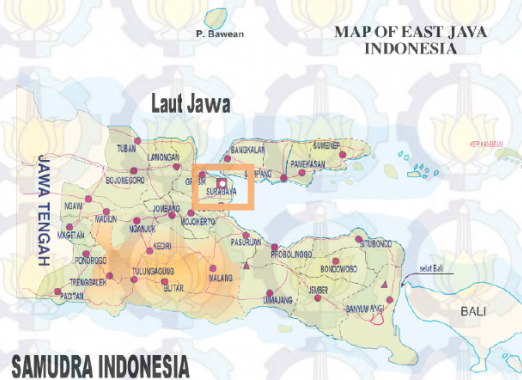 P. Bawean
MAP OF EAST JAVA
INDONESIA
Laut Jawa
TUBAN
BANGKALAN
SUMENEP
LAMONGAN
PAMEKASAN
BOJONEGORO
SURABAYA
JAWA TENGAH
NGAWI
JOMBANG
MADIUN
MOJOKERTO
NGANJUK
MAGETAN
PASURUAN
SITUBONDO
KEDIRI
PROBOLINGGO
PONOROGO
BONDOWOSO
selat Bali
TULUNGAGUNG
MALANG
TRENGGALEK
BLITAR
LUMAJANG
JEMBER
PACITAN
BANYUWANGI
BALI
SAMUDRA INDONESIA